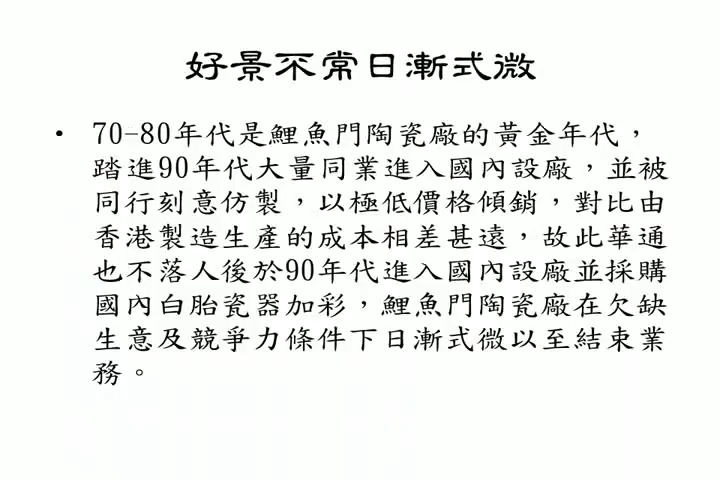 好景不常日漸式微
• 70-80年代是鯉魚門陶瓷廠的黃金年代，
踏進90年代大量同業進入國內設廠，並被
同行刻意仿製，以極低價格傾銷，對比由
香港製造生產的成本相差甚遠，故此華通
也不落人後於90年代進入國內設廠並採購
國內白胎瓷器加彩，鯉魚門陶瓷廠在欠缺
生意及競爭力條件下日漸式微以至結束業
務。